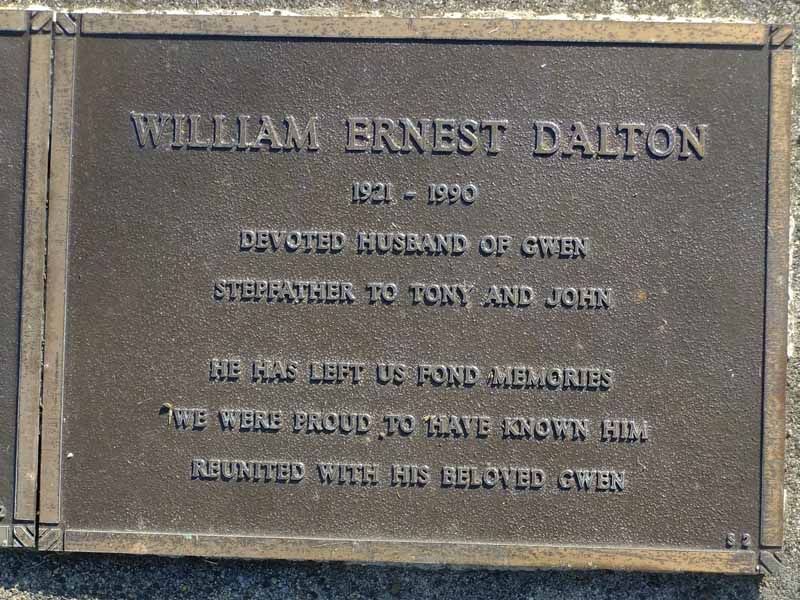 WILLIAM ERNEST DALTON
1921 - 1990
DEVOTED HUSBAND OF GWEN
STEPFATHER TO TONY AND JOHN
HE HAS LEFT US FOND MEMORIES
WE WERE PROUD TO HAVE KNOWN HIM
REUNITED WITH HIS BELOVED GWEN
S 2